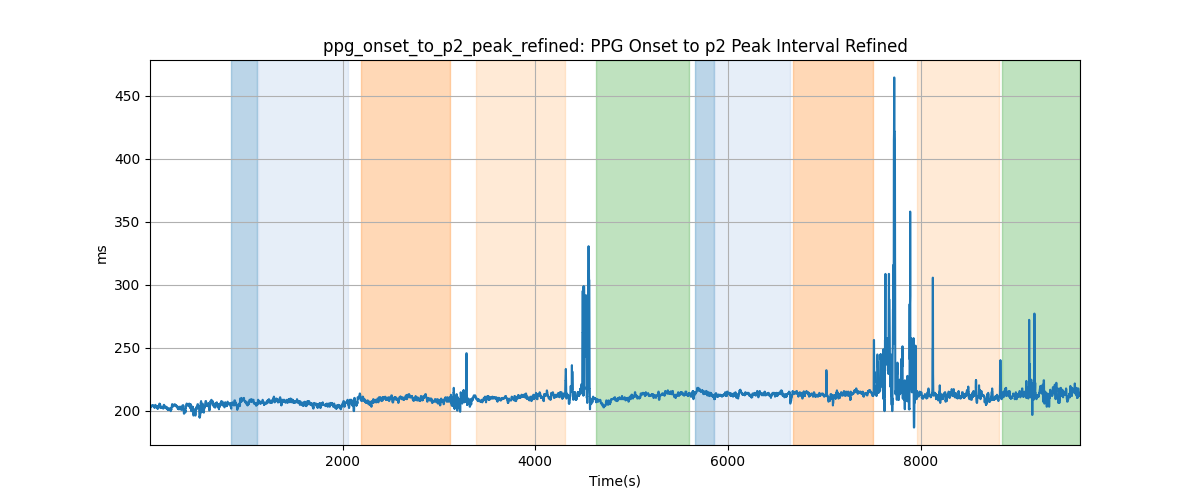 ppg_onset_to_p2_peak_refined: PPG Onset to p2 Peak Interval Refined
450
400
350
300
250
200
ms
2000 4000 6000 8000
Time(s)